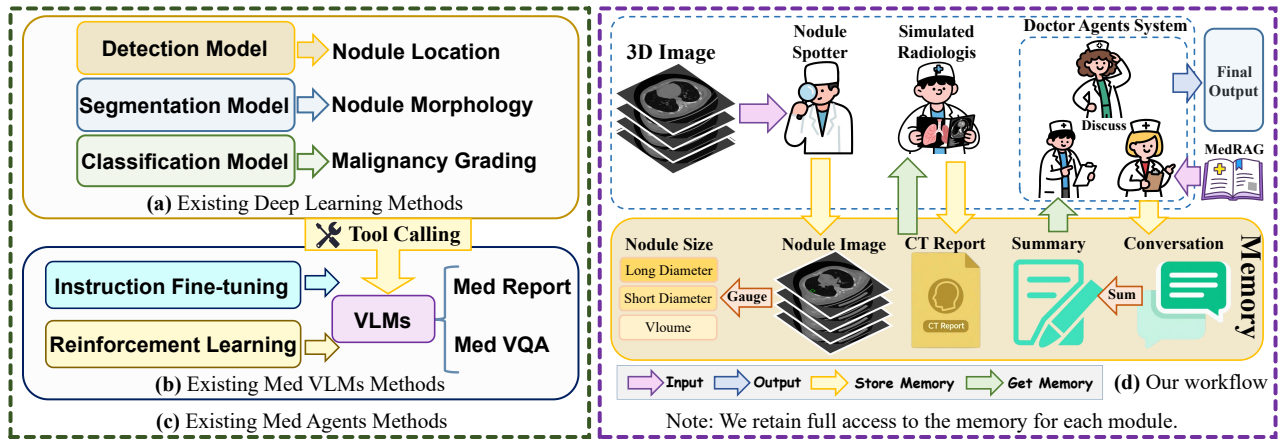 Detection Model
Nodule Location
Segmentation Model
Nodule Morphology
Classification Model
Malignancy Grading
(a) Existing Deep Learning Methods
Tool Calling
Instruction Fine-tuning
Reinforcement Learning
VLMs
Med Report
Med VQA
(b) Existing Med VLMs Methods
(c) Existing Med Agents Methods
3D Image
Nodule
Spotter
Simulated
Radiologis
Doctor Agents System
Discuss
Final
Output
MedRAG
Nodule Size
Long Diameter
Short Diameter
Vloume
Gauge
Nodule Image
CT Report
CT Report
Summary
Sum
Conversation
Memory
Input
Output
Store Memory
Get Memory
(d) Our workflow
Note: We retain full access to the memory for each module.